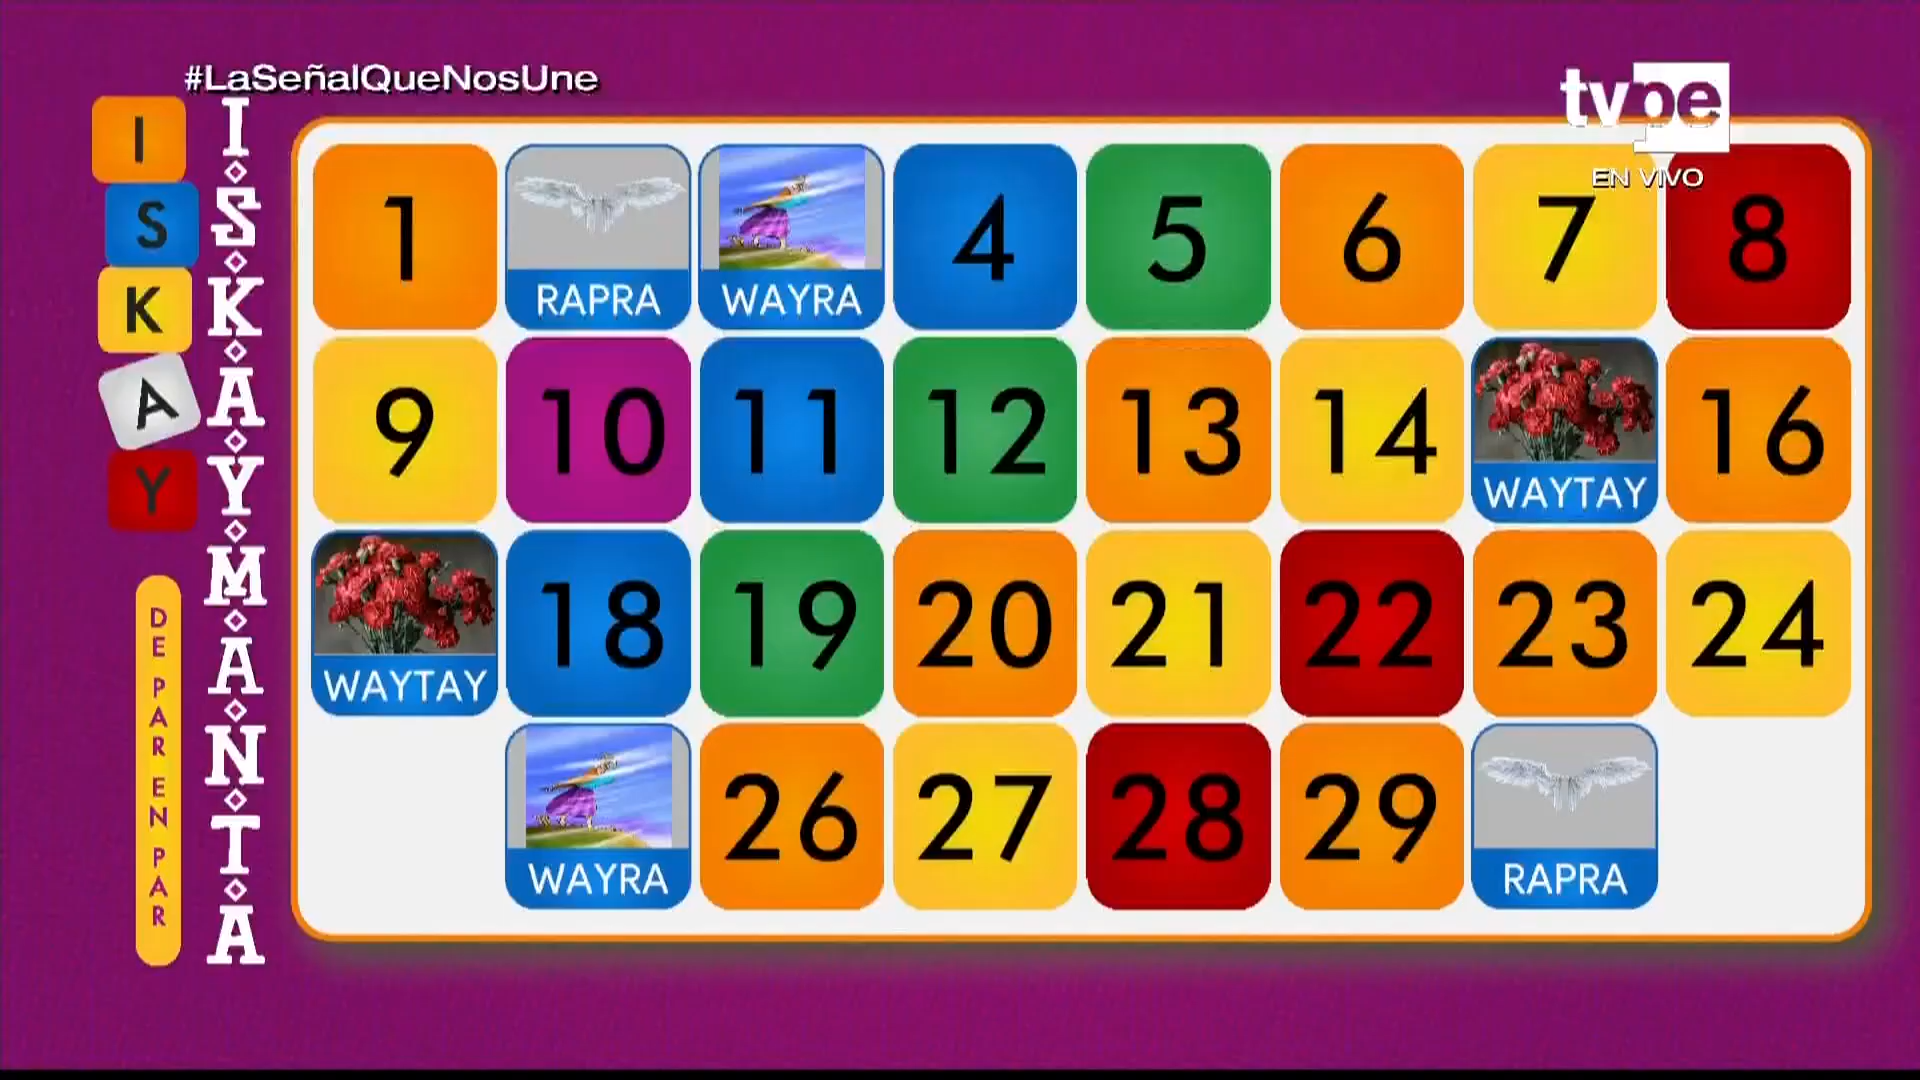 #LaSeñalQueNosUne
tvpe
EN VIVO
ISKAY
DE PAR EN PAR
ISKAYMANTA
1 RAPRA WAYRA 4 5 6 7 8
9 10 11 12 13 14 WAYTAY 16
WAYTAY 18 19 20 21 22 23 24
WAYRA 26 27 28 29 RAPRA